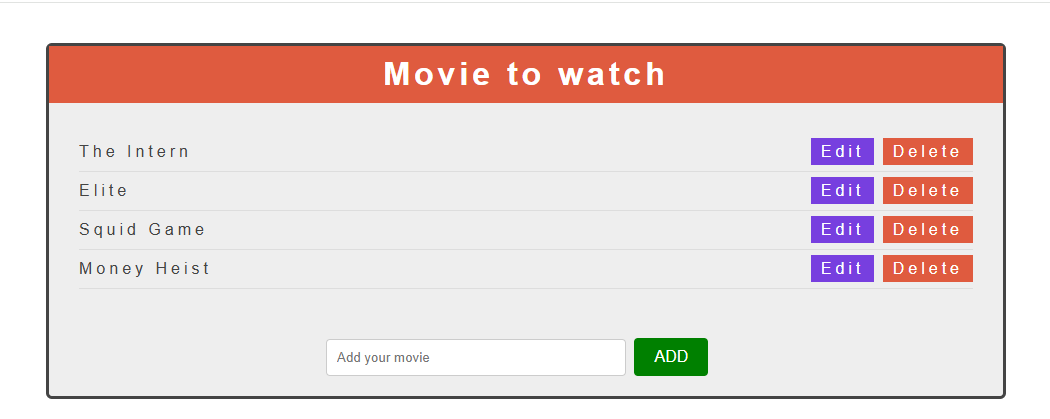 Movie to watch
The Intern Edit Delete
Elite Edit Delete
Squid Game Edit Delete
Money Heist Edit Delete
Add your movie ADD